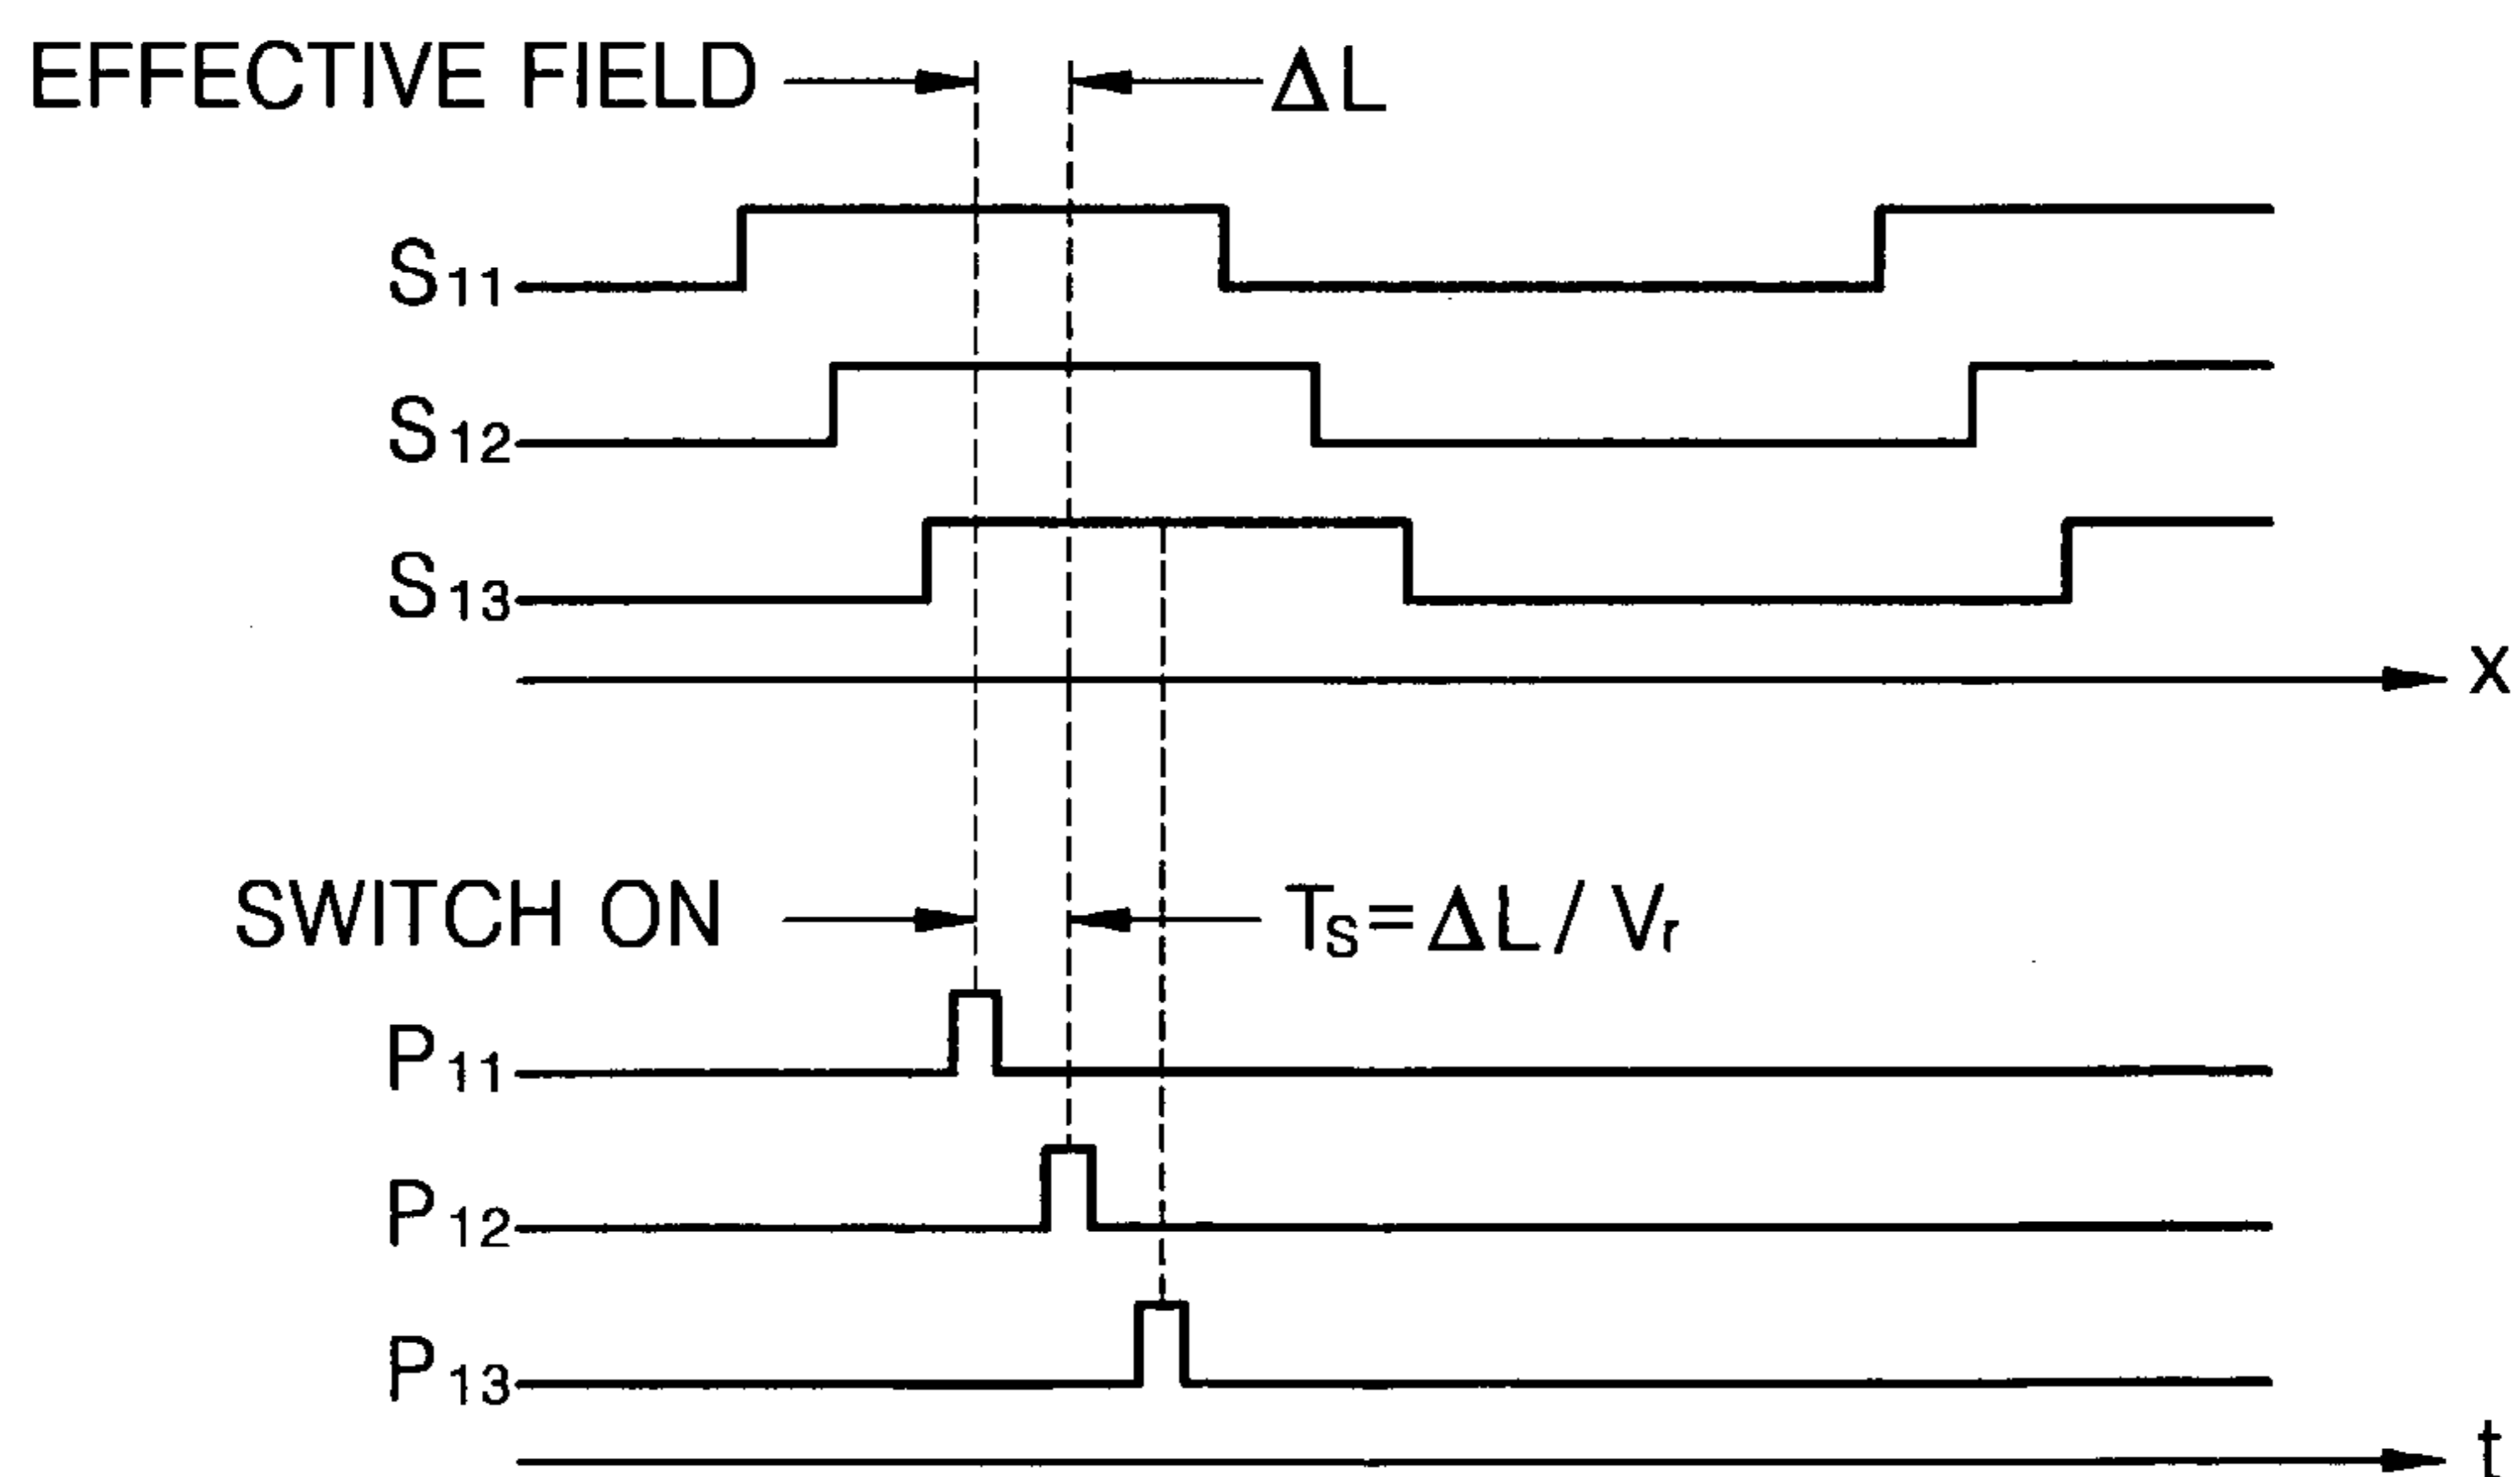 EFFECTIVE FIELD ΔL
S11
S12
S13
x
SWITCH ON Ts=ΔL/Vr
P11
P12
P13
t